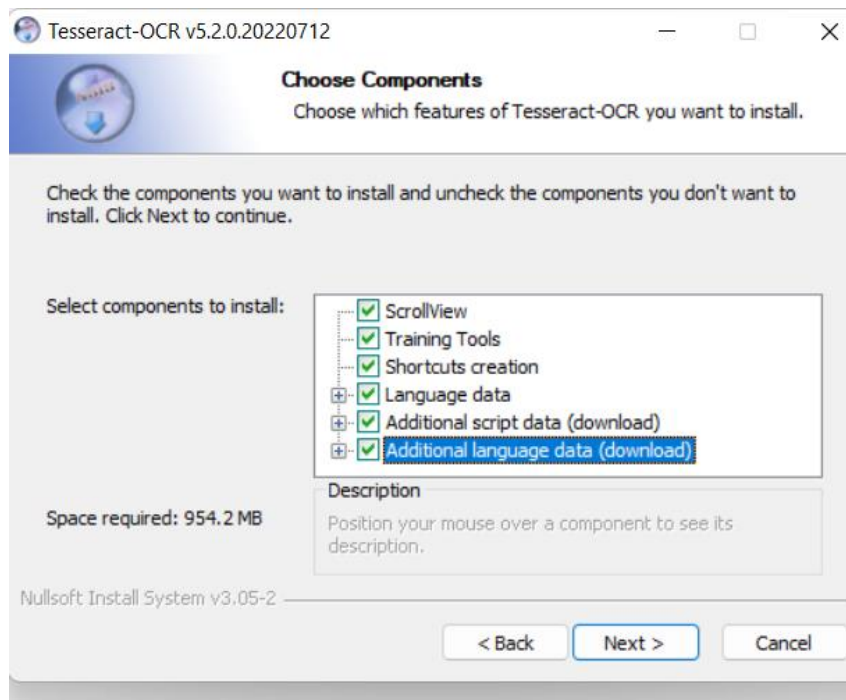 Tesseract-OCR v5.2.0.20220712
Choose Components
Choose which features of Tesseract-OCR you want to install.
Check the components you want to install and uncheck the components you don't want to
install. Click Next to continue.
Select components to install:
ScrollView
Training Tools
Shortcuts creation
Language data
Additional script data (download)
Additional language data (download)
Space required: 954.2 MB
Description
Position your mouse over a component to see its
description.
Nullsoft Install System v3.05-2
< Back
Next >
Cancel